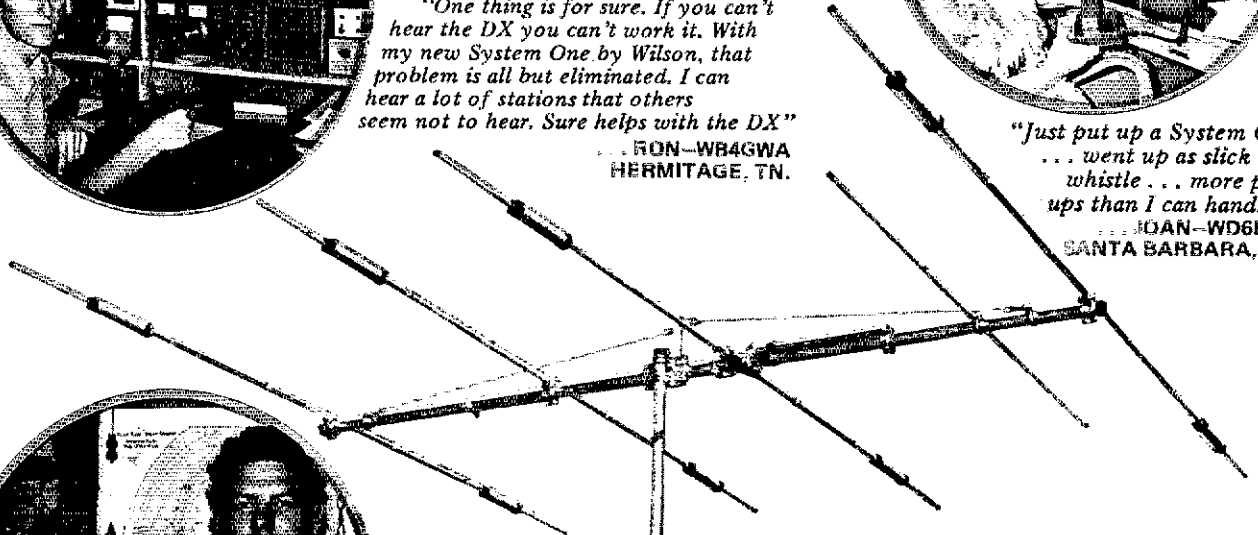 "One thing is for sure. If you can't
hear the DX you can't work it. With
my new System One by Wilson, that
problem is all but eliminated. I can
hear a lot of stations that others
seem not to hear. Sure helps with the DX"
... RON–WB4GWA
HERMITAGE, TN.
"Just put up a System
... went up as slick
whistle ... more
ups than I can
.... JOAN–WD6
SANTA BARBARA,